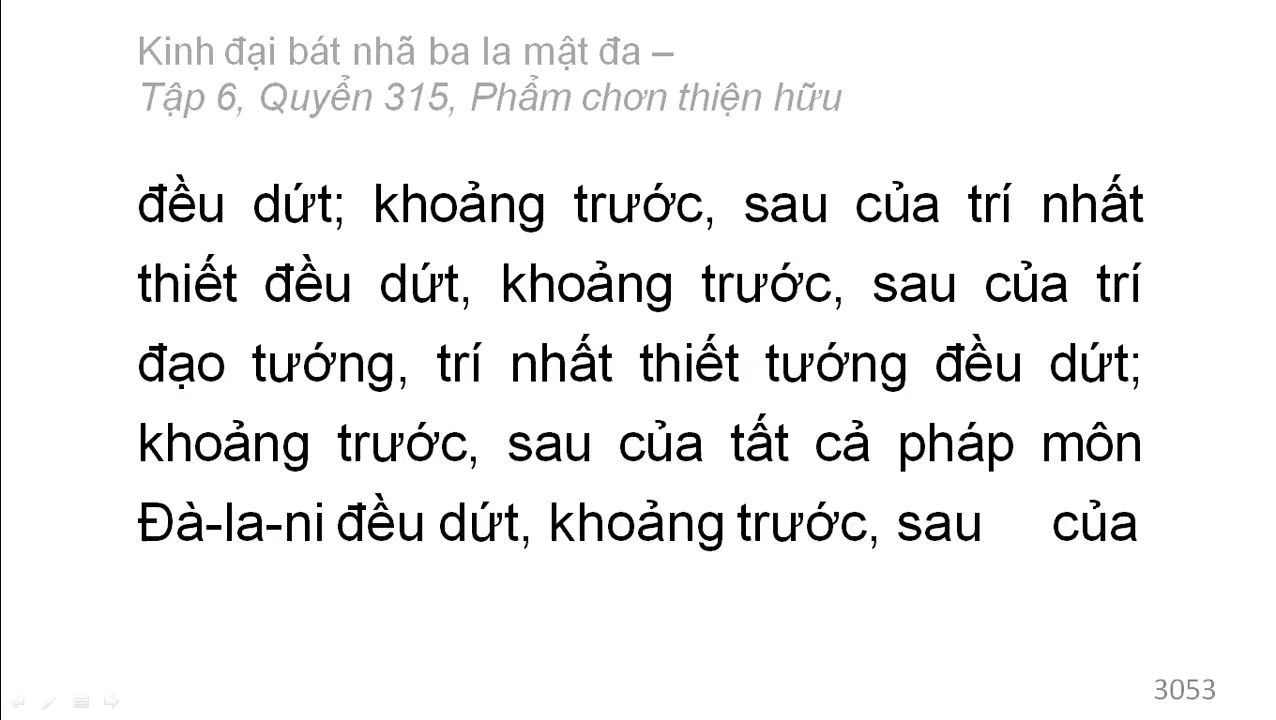 Kinh đại bát nhã ba la mật đa –
Tập 6, Quyển 315, Phẩm chơn thiện hữu
đều dứt; khoảng trước, sau của trí nhất
thiết đều dứt, khoảng trước, sau của trí
đạo tướng, trí nhất thiết tướng đều dứt;
khoảng trước, sau của tất cả pháp môn
Đà-la-ni đều dứt, khoảng trước, sau của
3053